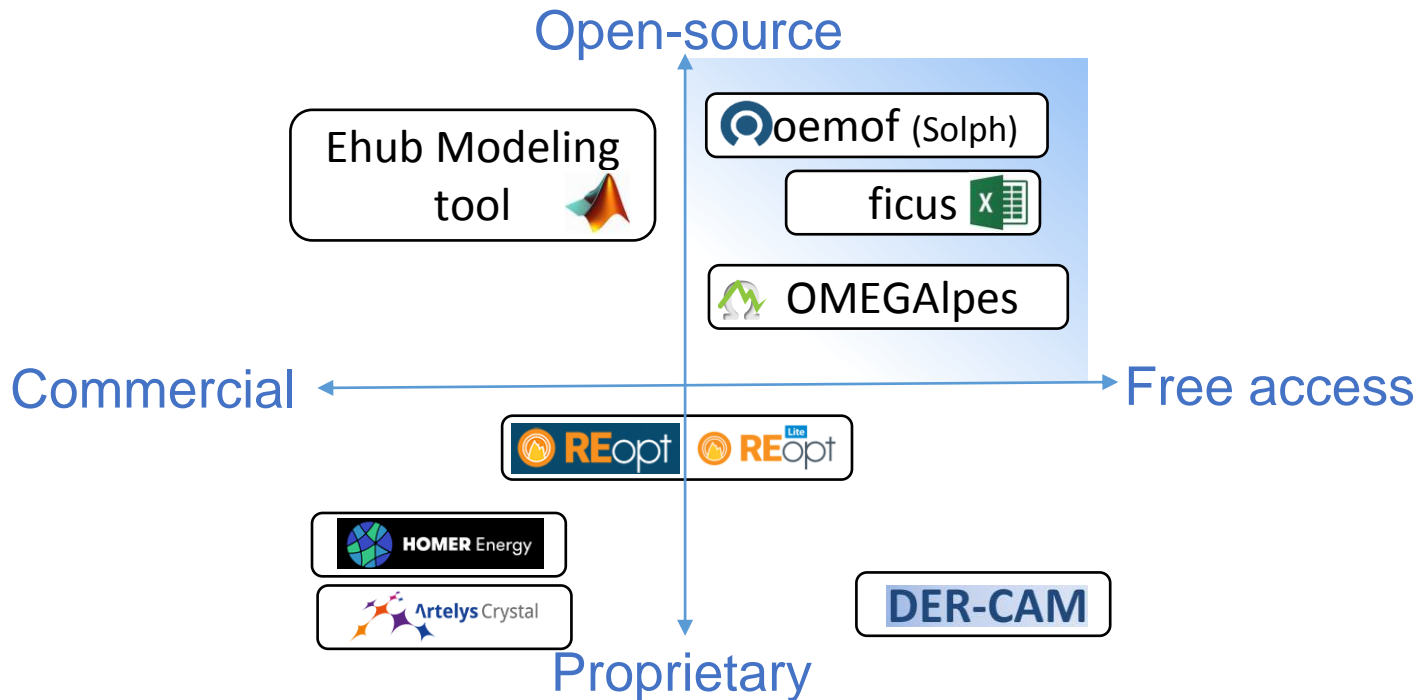 Open-source
Ehub Modeling
tool
oemof (Solph)
ficus X
OMEGAlpes
Commercial
Free access
REopt
Lite
REopt
HOMER Energy
Artelys Crystal
DER-CAM
Proprietary